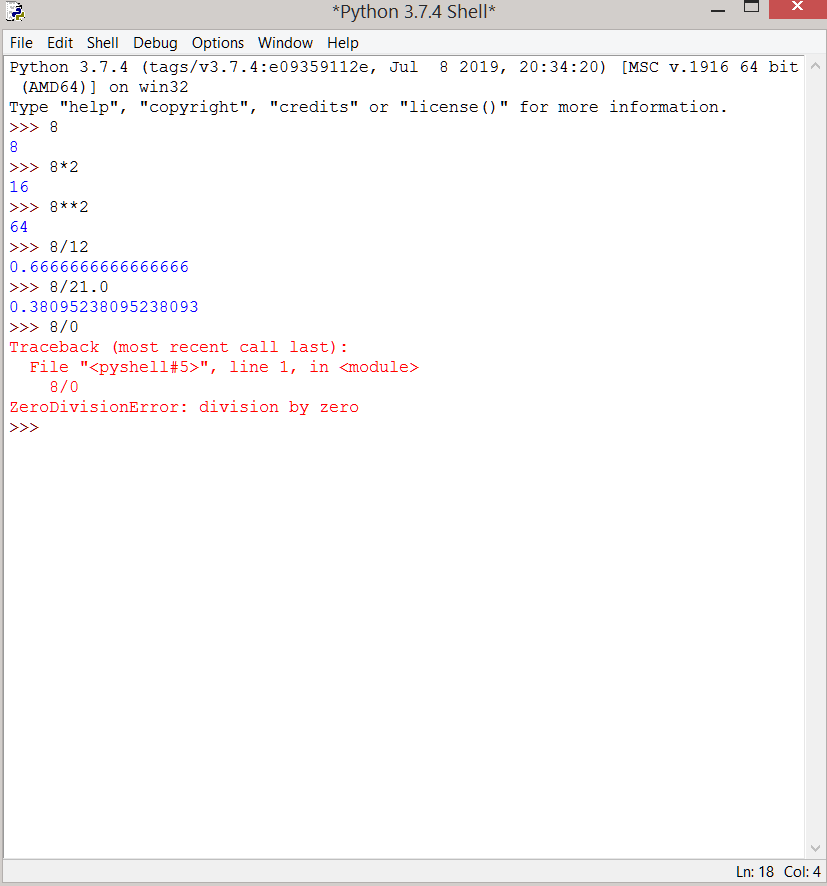 *Python 3.7.4 Shell*
File Edit Shell Debug Options Window Help
Python 3.7.4 (tags/v3.7.4:e09359112e, Jul  8 2019, 20:34:20) [MSC v.1916 64 bit
 (AMD64)] on win32
Type "help", "copyright", "credits" or "license()" for more information.
>>> 8
8
>>> 8*2
16
>>> 8**2
64
>>> 8/12
0.6666666666666666
>>> 8/21.0
0.38095238095238093
>>> 8/0
Traceback (most recent call last):
  File "<pyshell#5>", line 1, in <module>
    8/0
ZeroDivisionError: division by zero
>>>
Ln: 18 Col: 4